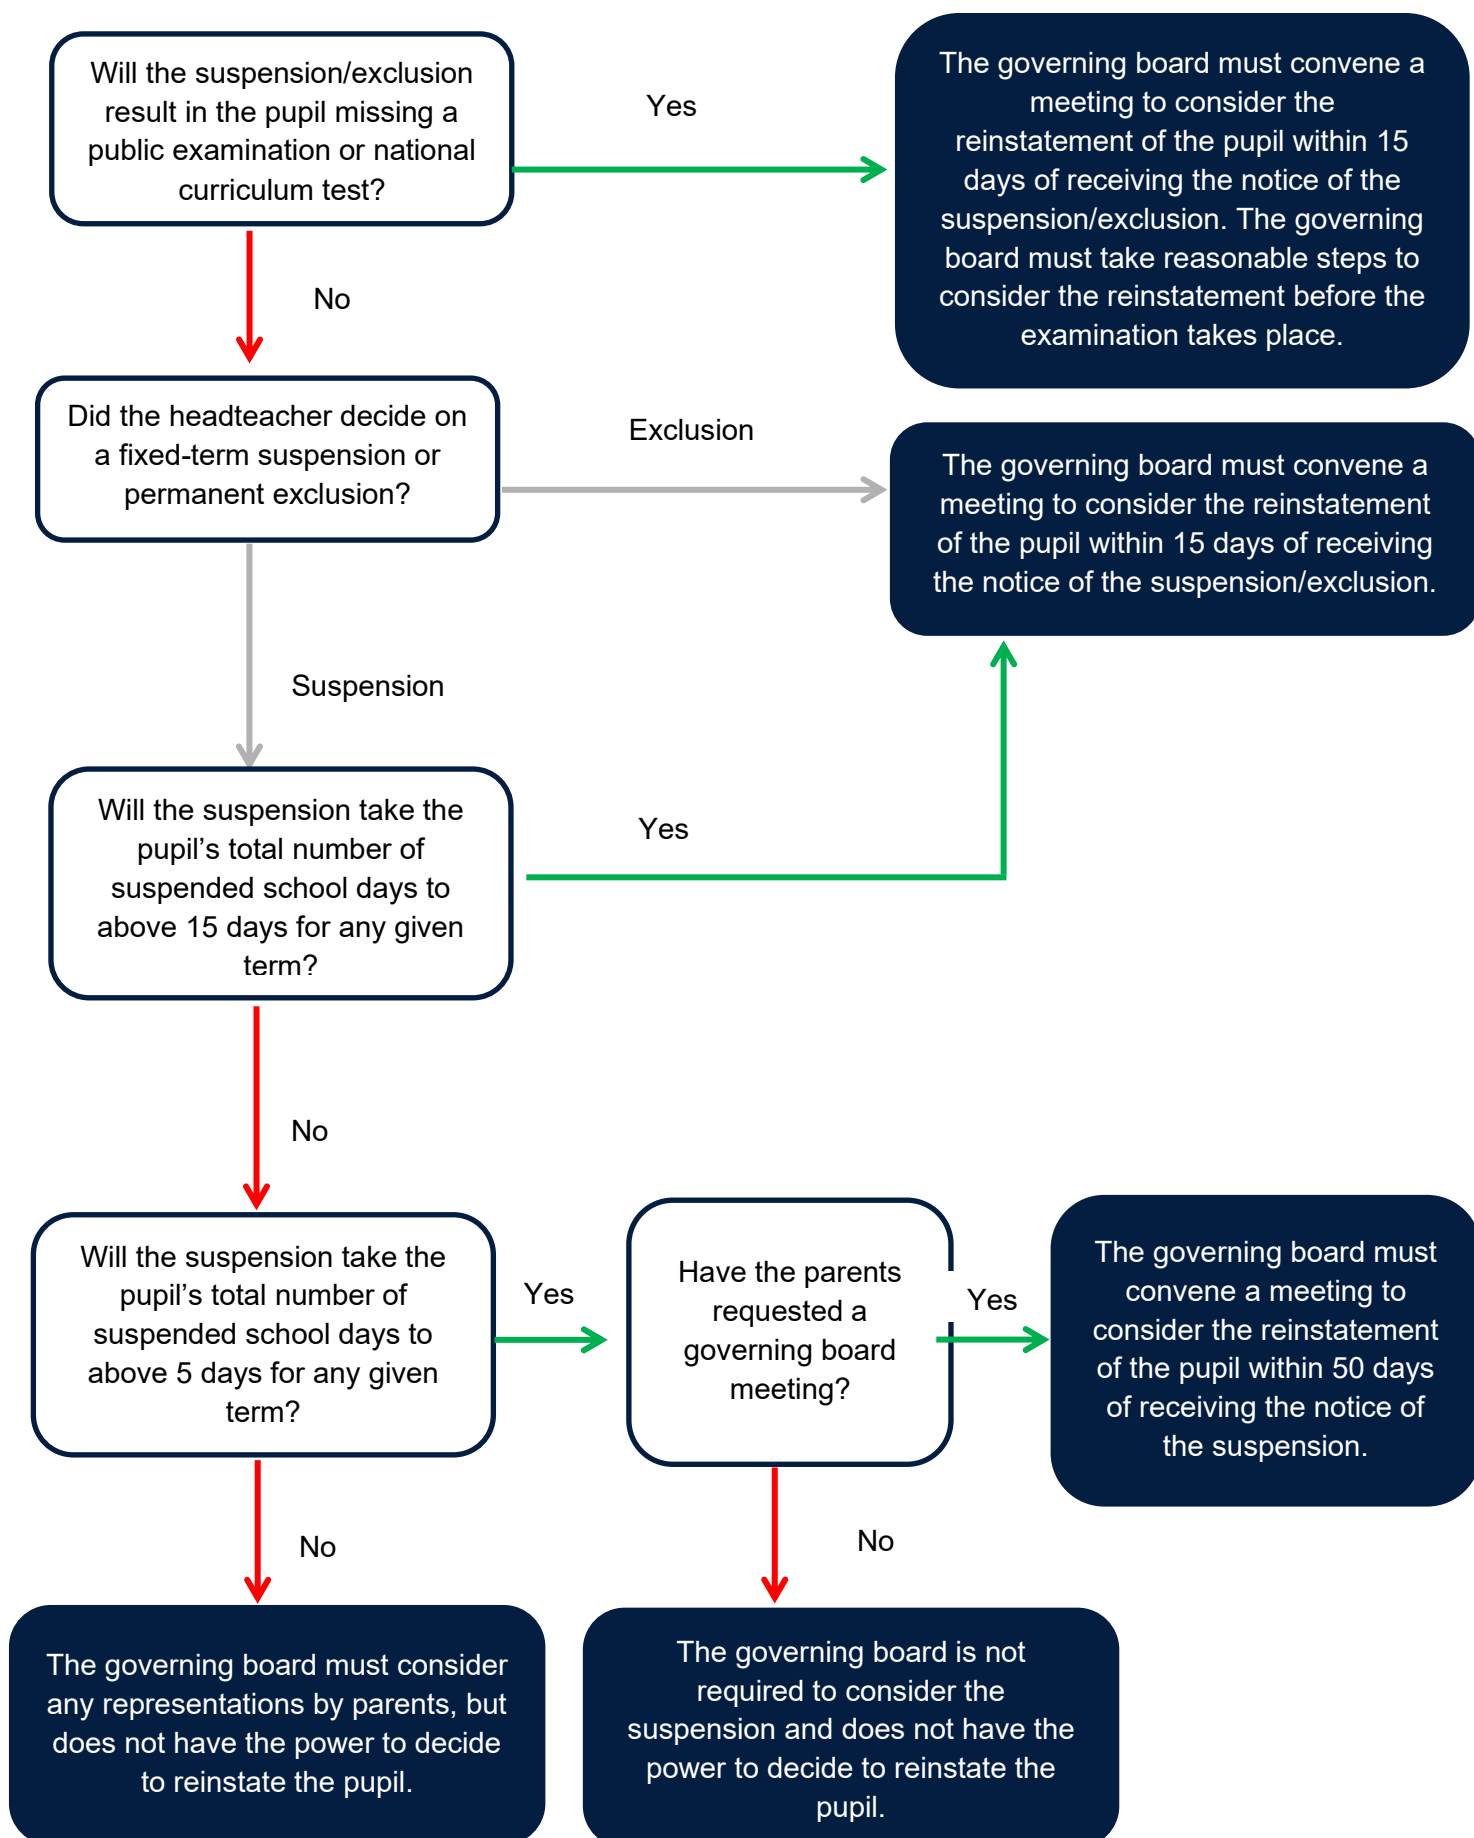 Will the suspension/exclusion
result in the pupil missing a
public examination or national
curriculum test?
Yes
The governing board must convene a
meeting to consider the
reinstatement of the pupil within 15
days of receiving the notice of the
suspension/exclusion. The governing
board must take reasonable steps to
consider the reinstatement before the
examination takes place.
No
Did the headteacher decide on
a fixed-term suspension or
permanent exclusion?
Exclusion
The governing board must convene a
meeting to consider the reinstatement
of the pupil within 15 days of receiving
the notice of the suspension/exclusion.
Suspension
Will the suspension take the
pupil’s total number of
suspended school days to
above 15 days for any given
term?
Yes
No
Will the suspension take the
pupil’s total number of
suspended school days to
above 5 days for any given
term?
Yes
Have the parents
requested a
governing board
meeting?
Yes
The governing board must
convene a meeting to
consider the reinstatement
of the pupil within 50 days
of receiving the notice of
the suspension.
No
No
The governing board must consider
any representations by parents, but
does not have the power to decide
to reinstate the pupil.
The governing board is not
required to consider the
suspension and does not have the
power to decide to reinstate the
pupil.